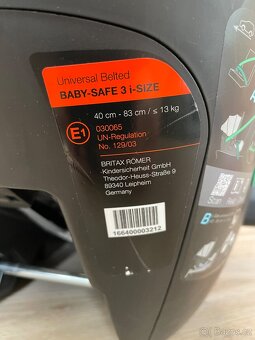 Universal Belted
BABY-SAFE 3 i-SIZE
40 cm - 83 cm / ≤ 13 kg
E1
030065
UN-Regulation
No. 129/03
BRITAX RÖMER
-Kindersicherheit GmbH
Theodor-Heuss-Straße 9
89340 Leipheim
Germany
166400003212
Scan